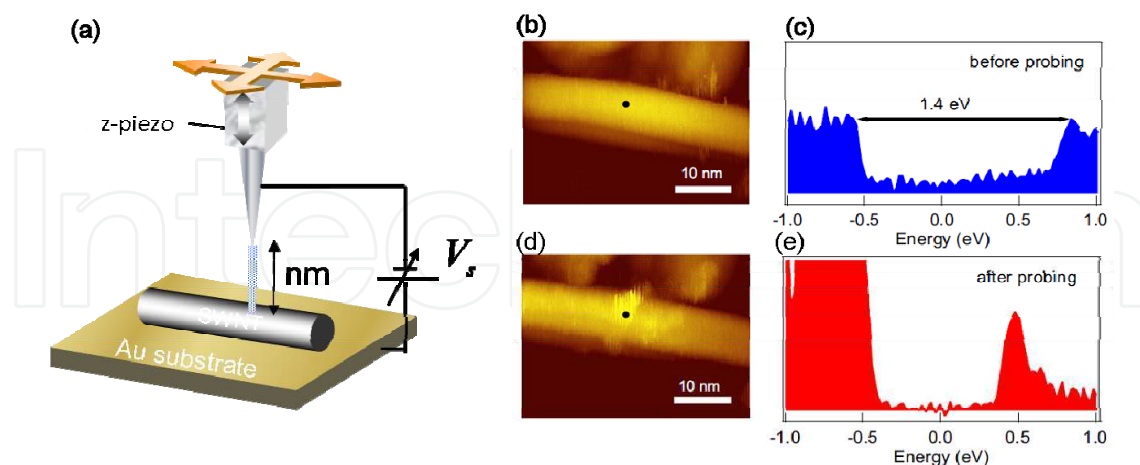 (a)
z-piezo
nm
V_s
SWNT
Au substrate
(b)
10 nm
(c)
before probing
1.4 eV
-1.0 -0.5 0.0 0.5 1.0
Energy (eV)
(d)
10 nm
(e)
after probing
-1.0 -0.5 0.0 0.5 1.0
Energy (eV)